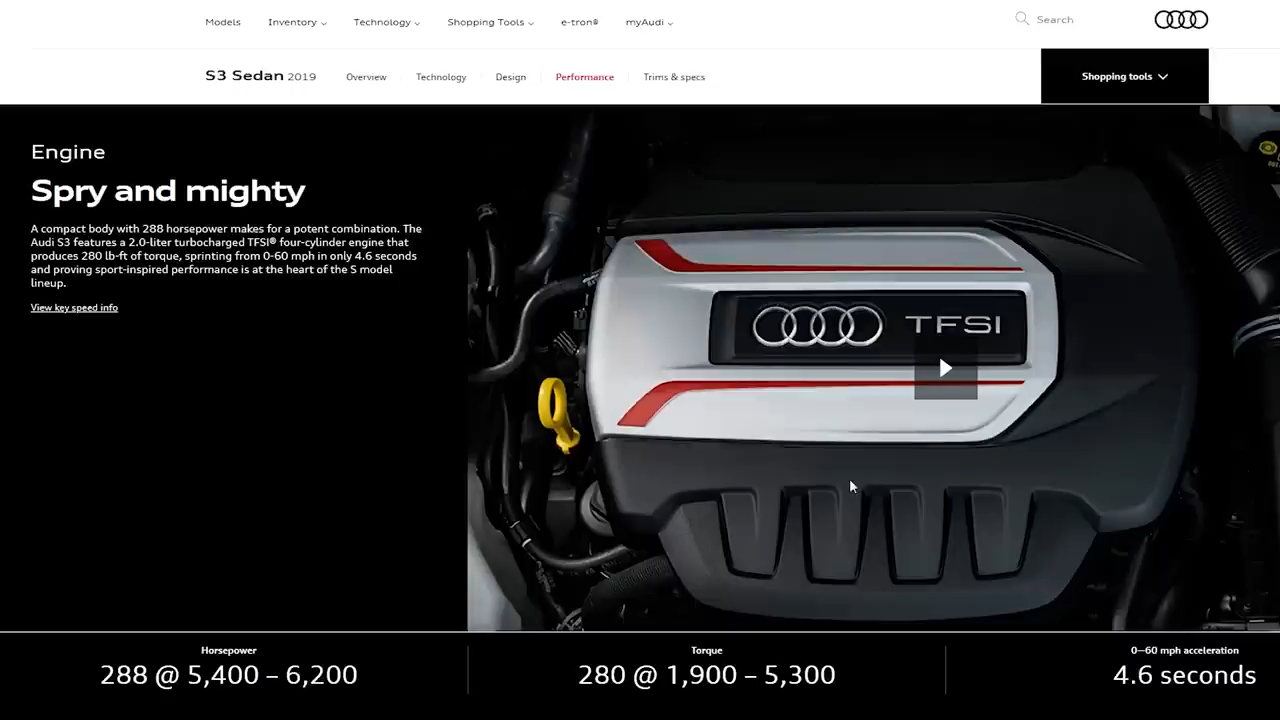 Models Inventory Technology Shopping Tools e-tron® myAudi Search
S3 Sedan 2019 Overview Technology Design Performance Trims & specs Shopping tools
Engine
Spry and mighty
A compact body with 288 horsepower makes for a potent combination. The
Audi S3 features a 2.0-liter turbocharged TFSI® four-cylinder engine that
produces 280 lb-ft of torque, sprinting from 0-60 mph in only 4.6 seconds
and proving sport-inspired performance is at the heart of the S model
lineup.
View key speed info
TFSI
Horsepower Torque 0–60 mph acceleration
288 @ 5,400 – 6,200 280 @ 1,900 – 5,300 4.6 seconds